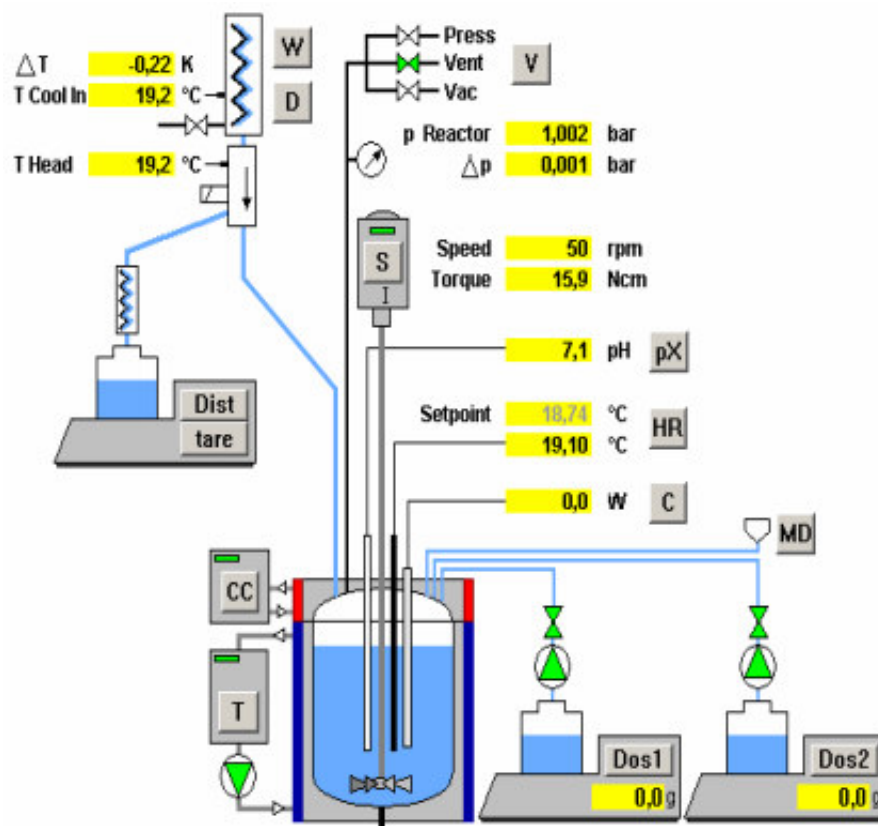 Press
W
ΔT -0,22 K
Vent
V
T Cool In 19,2 °C
D
Vac
p Reactor 1,002 bar
T Head 19,2 °C
Δp 0,001 bar
Speed 50 rpm
S
Torque 15,9 Ncm
I
7,1 pH pX
Dist
Setpoint 18,74 °C
HR
tare
19,10 °C
0,0 W C
MD
CC
T
Dos1
Dos2
0,0 g
0,0 g